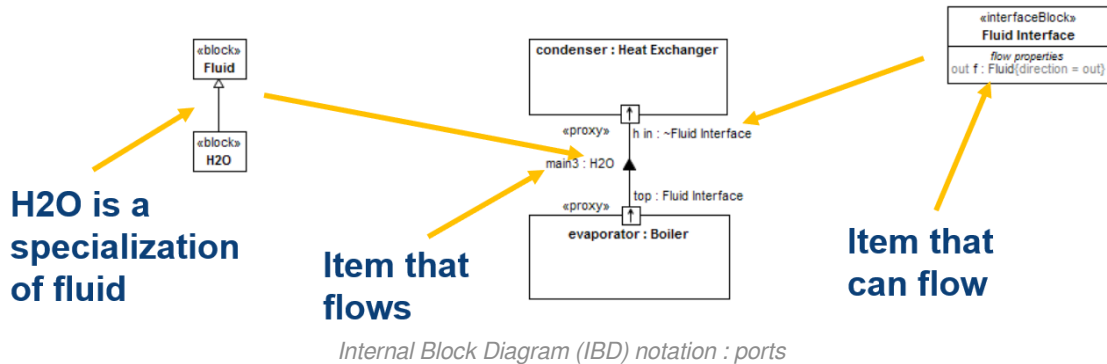 «block»
Fluid
«block»
H2O
H2O is a
specialization
of fluid
condenser : Heat Exchanger
«proxy»
h in : ~Fluid Interface
main3 : H2O
top : Fluid Interface
«proxy»
evaporator : Boiler
Item that
flows
«interfaceBlock»
Fluid Interface
flow properties
out f : Fluid{direction = out}
Item that
can flow
Internal Block Diagram (IBD) notation : ports